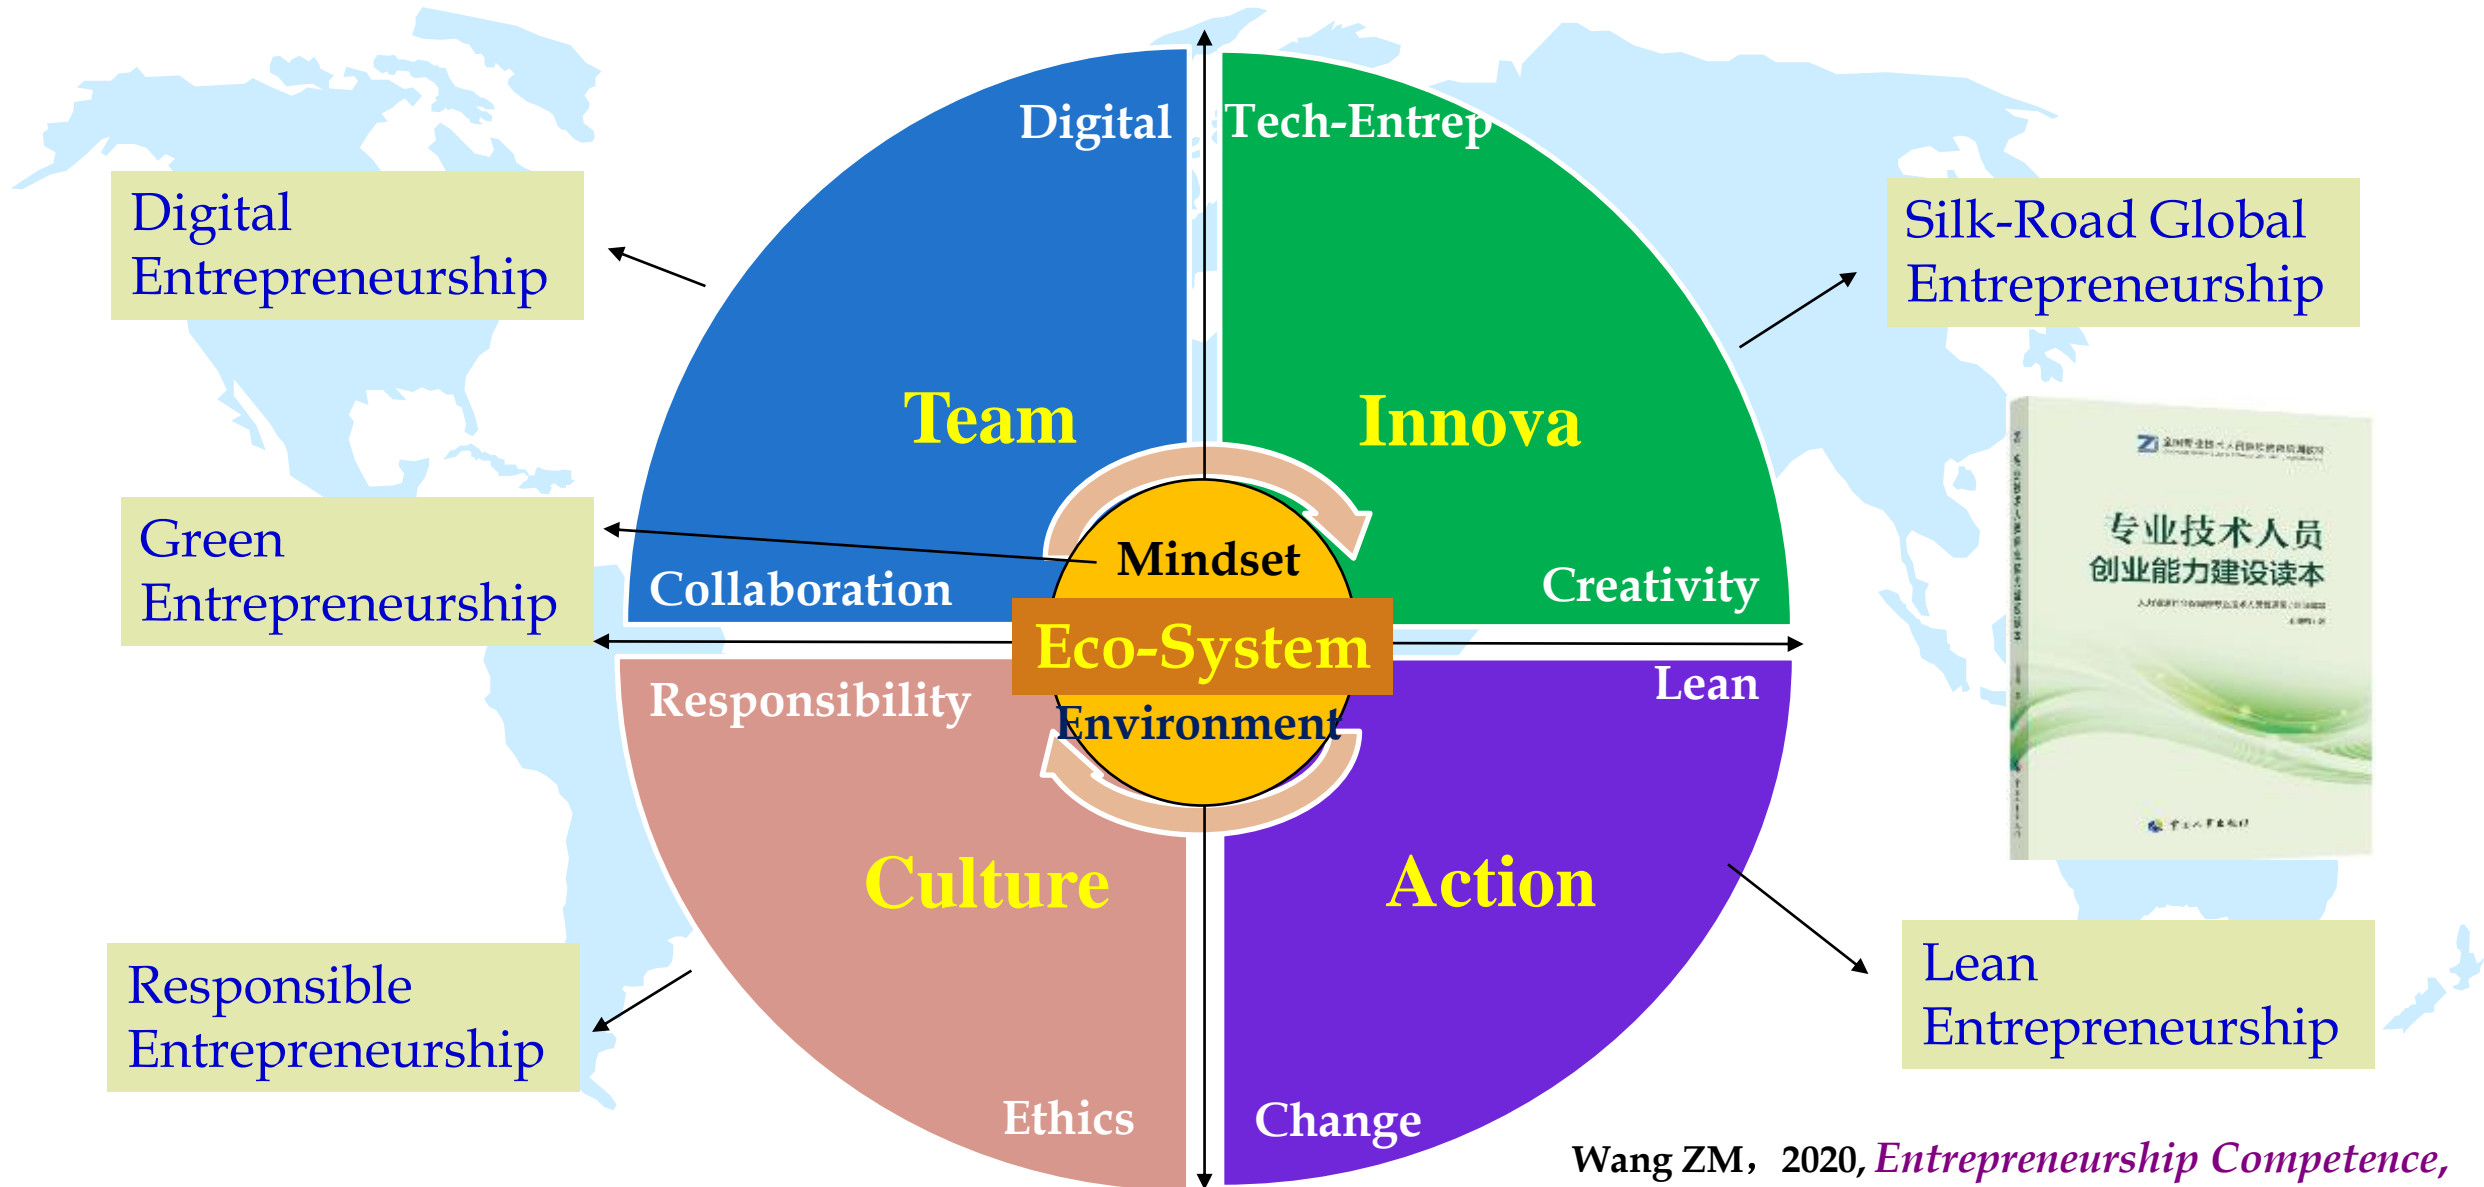 Digital
Tech-Entrep
Digital
Entrepreneurship
Silk-Road Global
Entrepreneurship
Team
Innova
Green
Entrepreneurship
Mindset
Collaboration
Creativity
Eco-System
Responsibility
Lean
Environment
Culture
Action
专业技术人员
创业能力建设读本
Responsible
Entrepreneurship
Lean
Entrepreneurship
Ethics
Change
Wang ZM，2020, Entrepreneurship Competence,